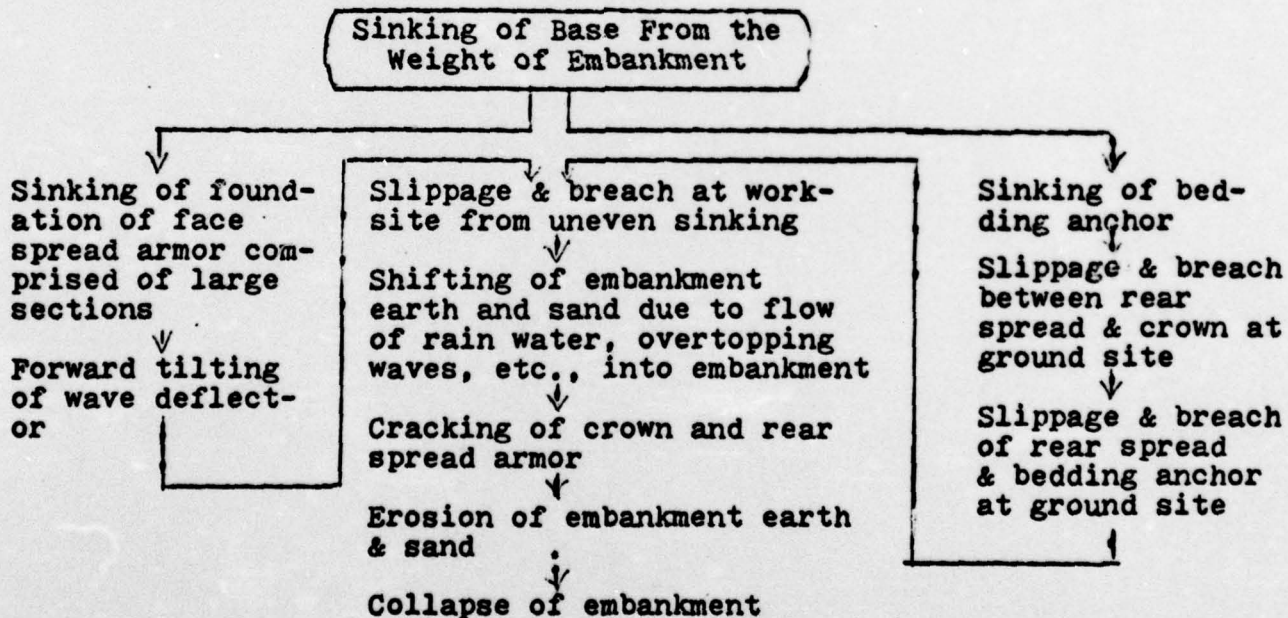 Sinking of Base From the
Weight of Embankment
Sinking of found-
ation of face
spread armor com-
prised of large
sections
Forward tilting
of wave deflect-
or
Slippage & breach at work-
site from uneven sinking
Shifting of embankment
earth and sand due to flow
of rain water, overtopping
waves, etc., into embankment
Cracking of crown and rear
spread armor
Erosion of embankment earth
& sand
Collapse of embankment
Sinking of bed-
ding anchor
Slippage & breach
between rear
spread & crown at
ground site
Slippage & breach
of rear spread
& bedding anchor
at ground site